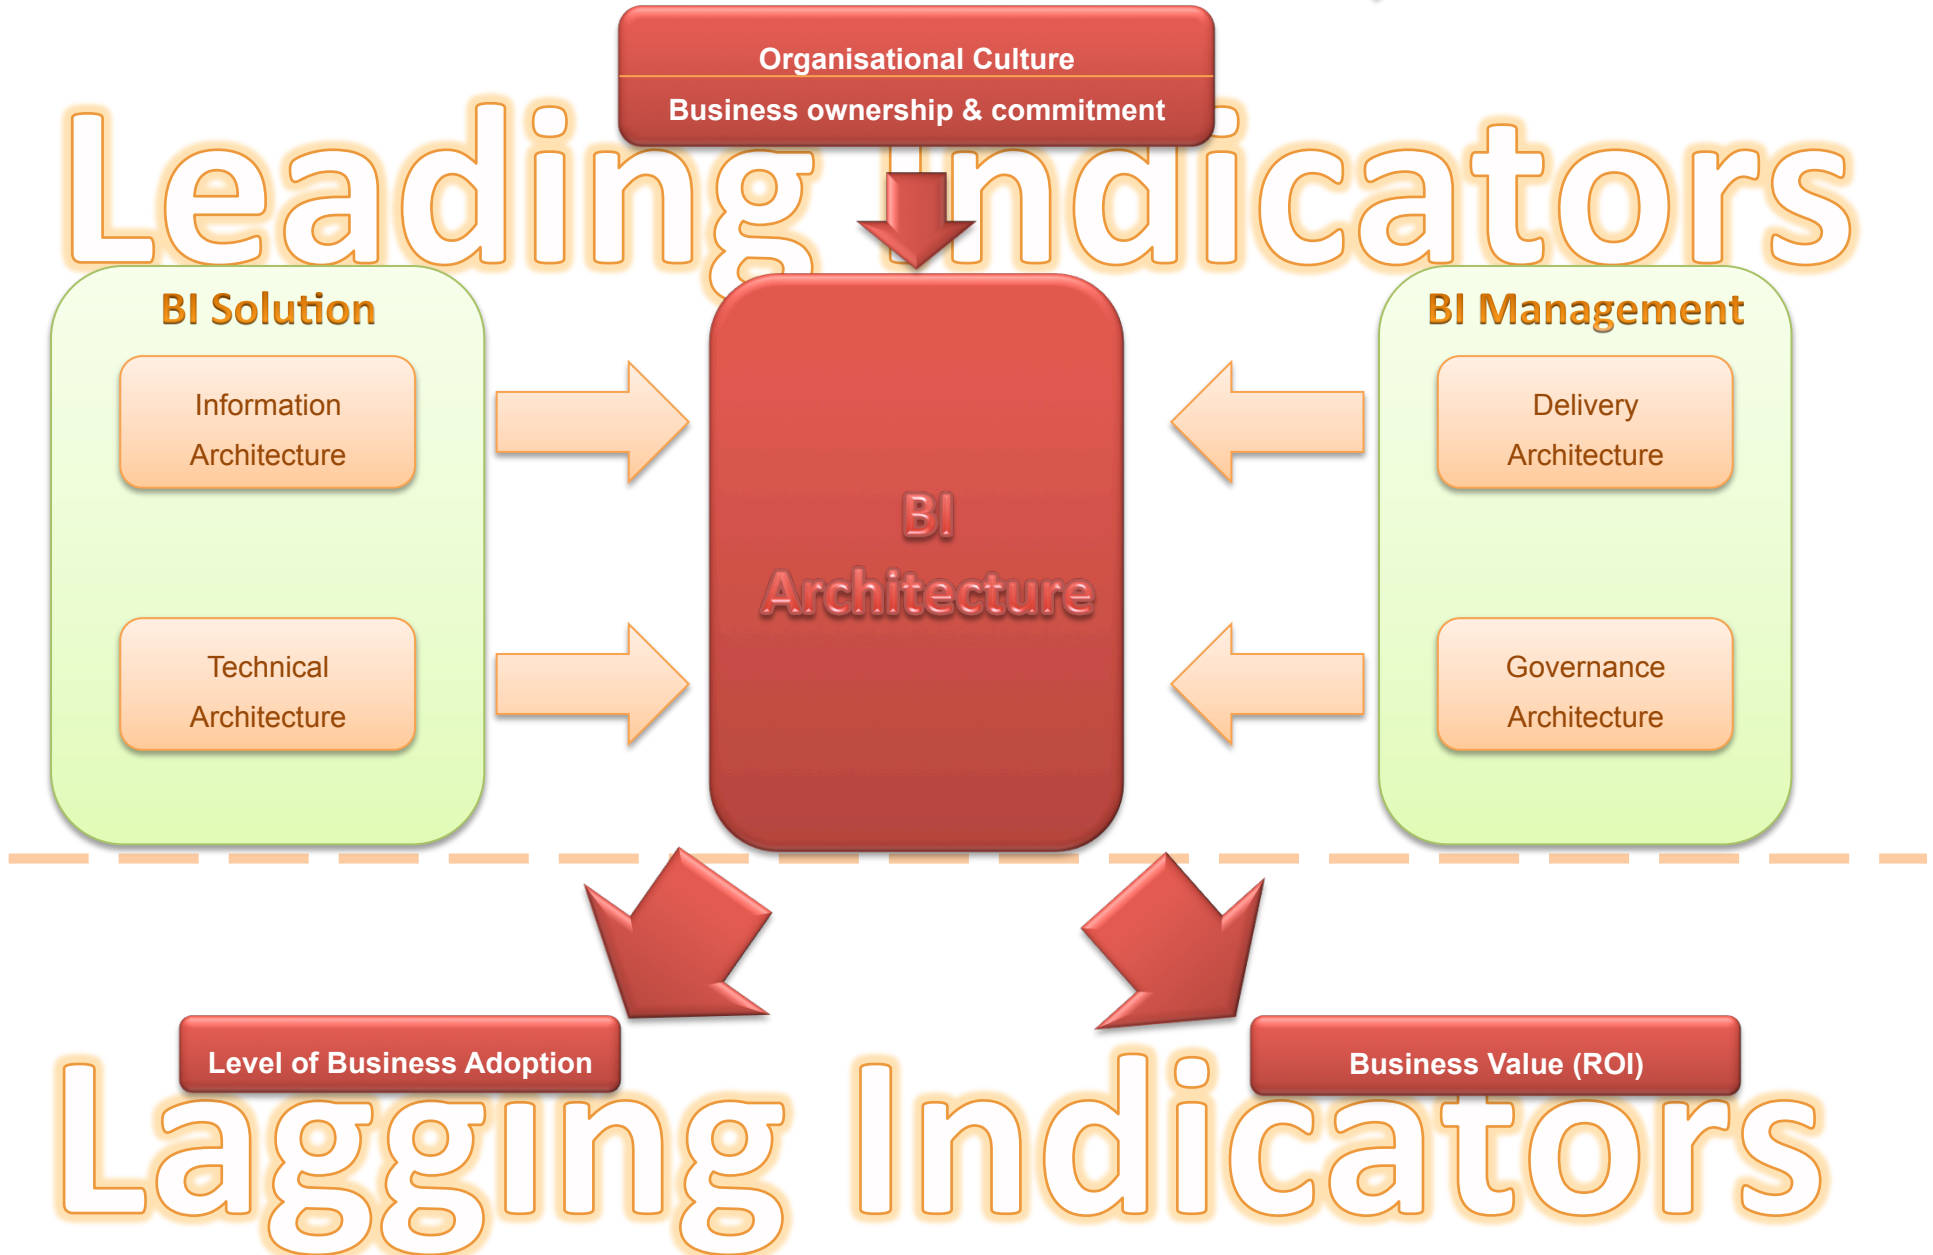 Organisational Culture
Business ownership & commitment
Leading Indicators
BI Solution
Information
Architecture
Technical
Architecture
BI
Architecture
BI Management
Delivery
Architecture
Governance
Architecture
Level of Business Adoption
Business Value (ROI)
Lagging Indicators